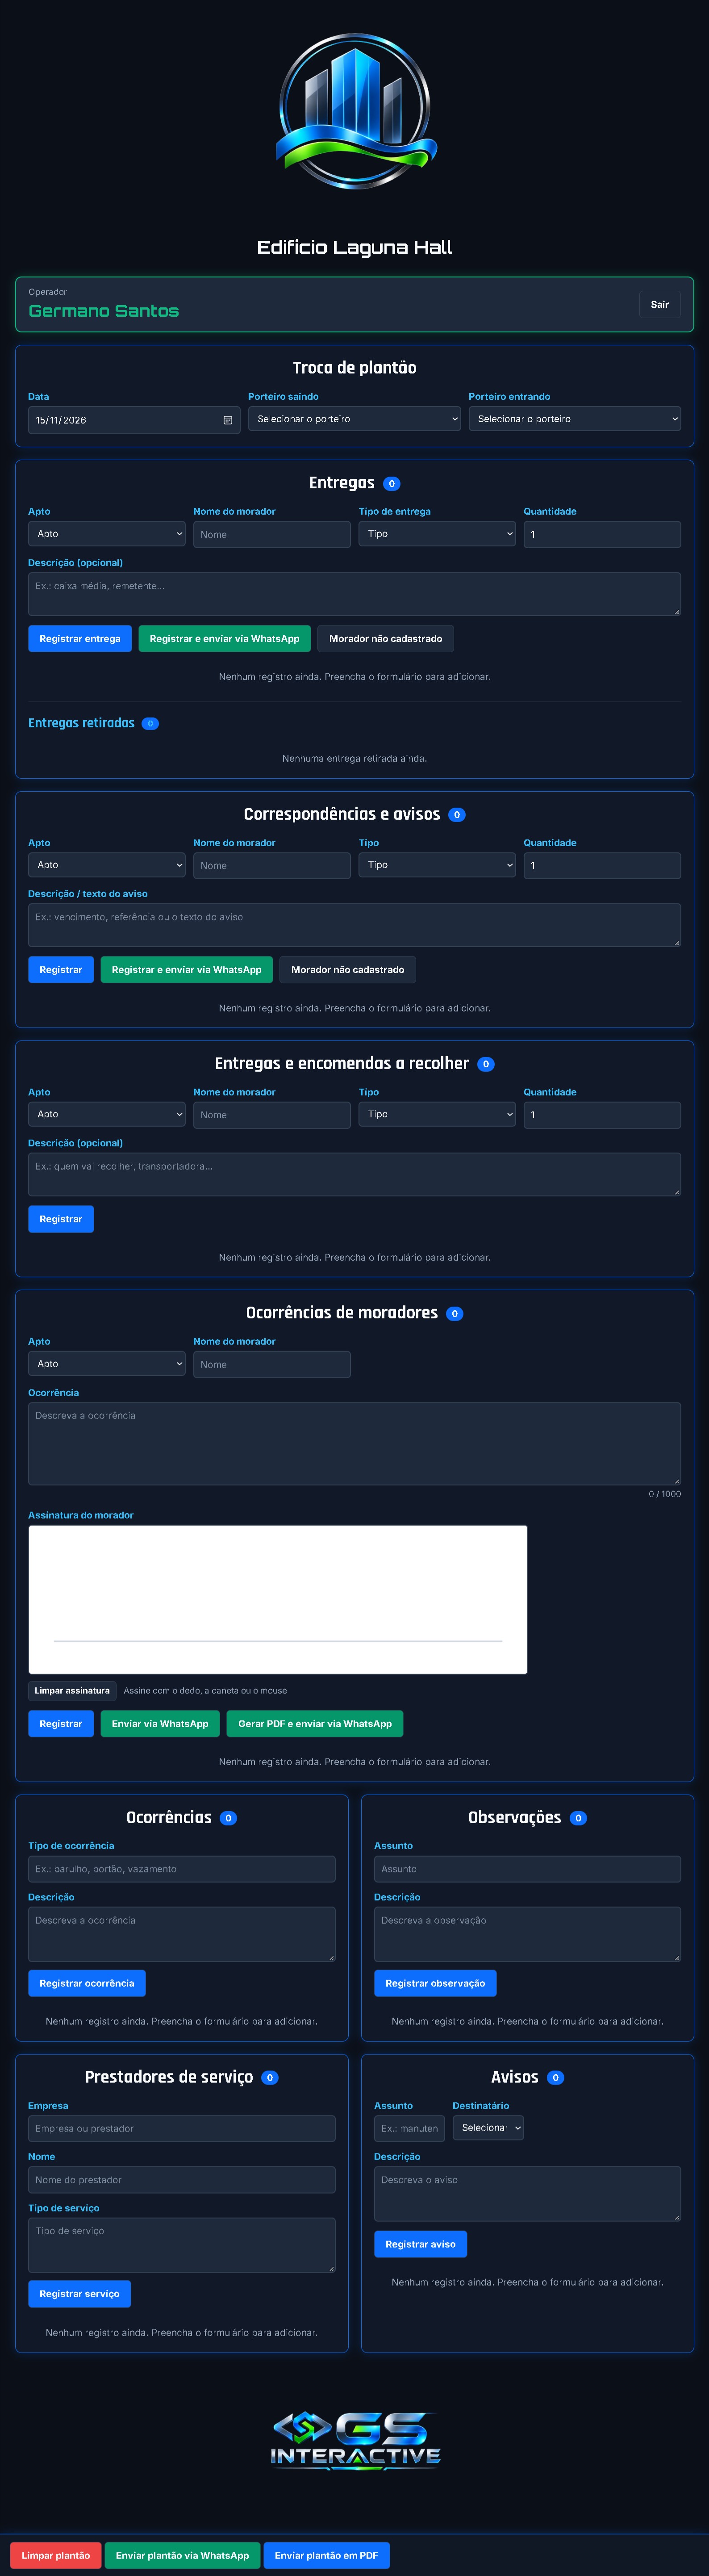 Edifício Laguna Hall
Operador
Germano Santos
Sair
Troca de plantão
Data Porteiro saindo Porteiro entrando
15/11/2026 Selecionar o porteiro Selecionar o porteiro
Entregas 0
Apto Nome do morador Tipo de entrega Quantidade
Apto Nome Tipo 1
Descrição (opcional)
Ex.: caixa média, remetente...
Registrar entrega Registrar e enviar via WhatsApp Morador não cadastrado
Nenhum registro ainda. Preencha o formulário para adicionar.
Entregas retiradas 0
Nenhuma entrega retirada ainda.
Correspondências e avisos 0
Apto Nome do morador Tipo Quantidade
Apto Nome Tipo 1
Descrição / texto do aviso
Ex.: vencimento, referência ou o texto do aviso
Registrar Registrar e enviar via WhatsApp Morador não cadastrado
Nenhum registro ainda. Preencha o formulário para adicionar.
Entregas e encomendas a recolher 0
Apto Nome do morador Tipo Quantidade
Apto Nome Tipo 1
Descrição (opcional)
Ex.: quem vai recolher, transportadora...
Registrar
Nenhum registro ainda. Preencha o formulário para adicionar.
Ocorrências de moradores 0
Apto Nome do morador
Apto Nome
Ocorrência
Descreva a ocorrência
0 / 1000
Assinatura do morador
Limpar assinatura Assine com o dedo, a caneta ou o mouse
Registrar Enviar via WhatsApp Gerar PDF e enviar via WhatsApp
Nenhum registro ainda. Preencha o formulário para adicionar.
Ocorrências 0
Tipo de ocorrência
Ex.: barulho, portão, vazamento
Descrição
Descreva a ocorrência
Registrar ocorrência
Nenhum registro ainda. Preencha o formulário para adicionar.
Observações 0
Assunto
Assunto
Descrição
Descreva a observação
Registrar observação
Nenhum registro ainda. Preencha o formulário para adicionar.
Prestadores de serviço 0
Empresa
Empresa ou prestador
Nome
Nome do prestador
Tipo de serviço
Tipo de serviço
Registrar serviço
Nenhum registro ainda. Preencha o formulário para adicionar.
Avisos 0
Assunto Destinatário
Ex.: manuten Selecionar
Descrição
Descreva o aviso
Registrar aviso
Nenhum registro ainda. Preencha o formulário para adicionar.
GS
INTERACTIVE
Limpar plantão Enviar plantão via WhatsApp Enviar plantão em PDF